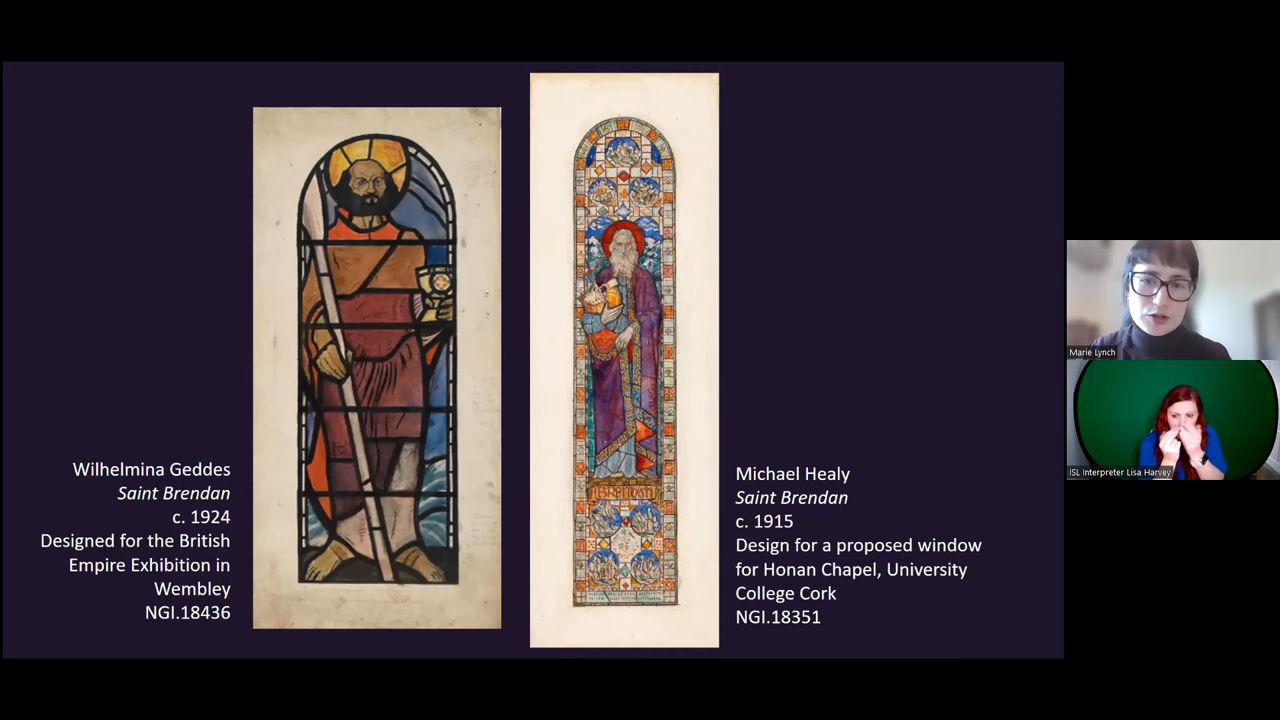 Wilhelmina Geddes
Saint Brendan
c. 1924
Designed for the British
Empire Exhibition in
Wembley
NGI.18436
BRENDAN
Michael Healy
Saint Brendan
c. 1915
Design for a proposed window
for Honan Chapel, University
College Cork
NGI.18351
Marie Lynch
ISL Interpreter Lisa Harvey